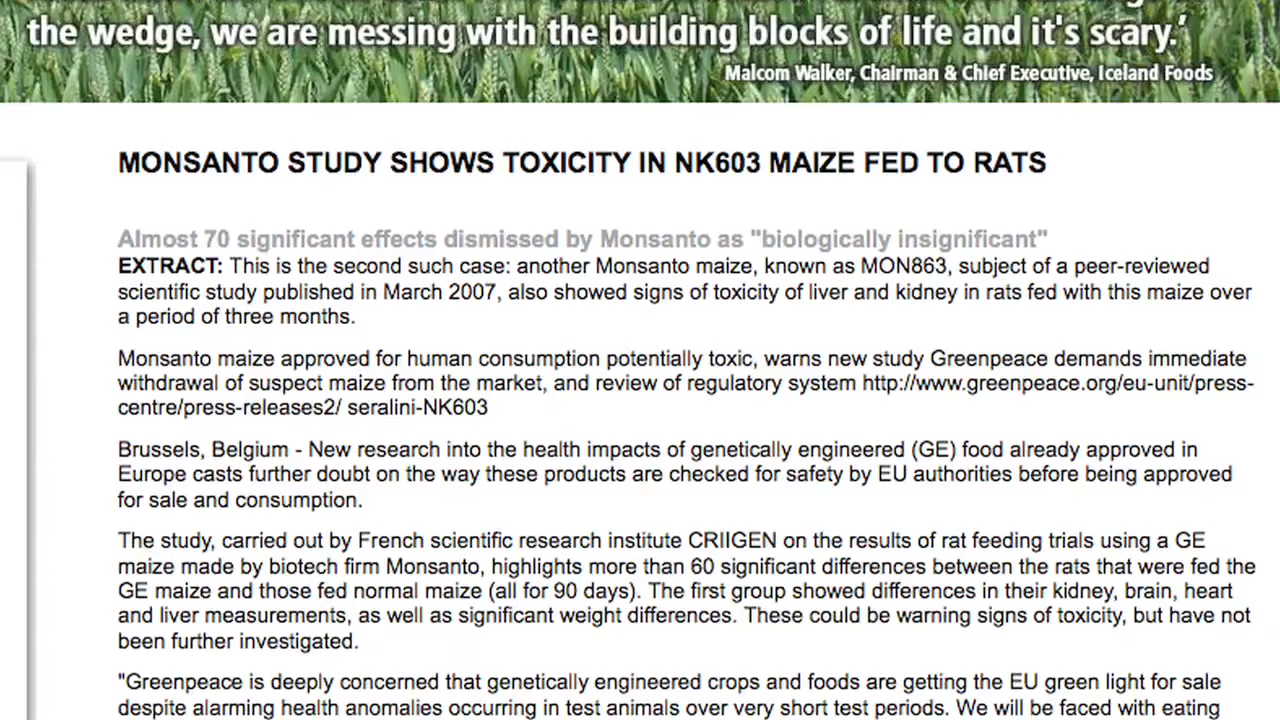 the wedge, we are messing with the building blocks of life and it's scary.'
Malcom Walker, Chairman & Chief Executive, Iceland Foods
MONSANTO STUDY SHOWS TOXICITY IN NK603 MAIZE FED TO RATS
Almost 70 significant effects dismissed by Monsanto as "biologically insignificant"
EXTRACT: This is the second such case: another Monsanto maize, known as MON863, subject of a peer-reviewed
scientific study published in March 2007, also showed signs of toxicity of liver and kidney in rats fed with this maize over
a period of three months.
Monsanto maize approved for human consumption potentially toxic, warns new study Greenpeace demands immediate
withdrawal of suspect maize from the market, and review of regulatory system http://www.greenpeace.org/eu-unit/press-
centre/press-releases2/ seralini-NK603
Brussels, Belgium - New research into the health impacts of genetically engineered (GE) food already approved in
Europe casts further doubt on the way these products are checked for safety by EU authorities before being approved
for sale and consumption.
The study, carried out by French scientific research institute CRIIGEN on the results of rat feeding trials using a GE
maize made by biotech firm Monsanto, highlights more than 60 significant differences between the rats that were fed the
GE maize and those fed normal maize (all for 90 days). The first group showed differences in their kidney, brain, heart
and liver measurements, as well as significant weight differences. These could be warning signs of toxicity, but have not
been further investigated.
"Greenpeace is deeply concerned that genetically engineered crops and foods are getting the EU green light for sale
despite alarming health anomalies occurring in test animals over very short test periods. We will be faced with eating